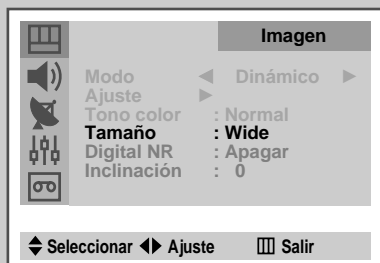 Imagen
Modo ◀ Dinámico ▶
Ajuste ▶
Tono color : Normal
Tamaño : Wide
Digital NR : Apagar
Inclinación : 0
Seleccionar Ajuste Salir